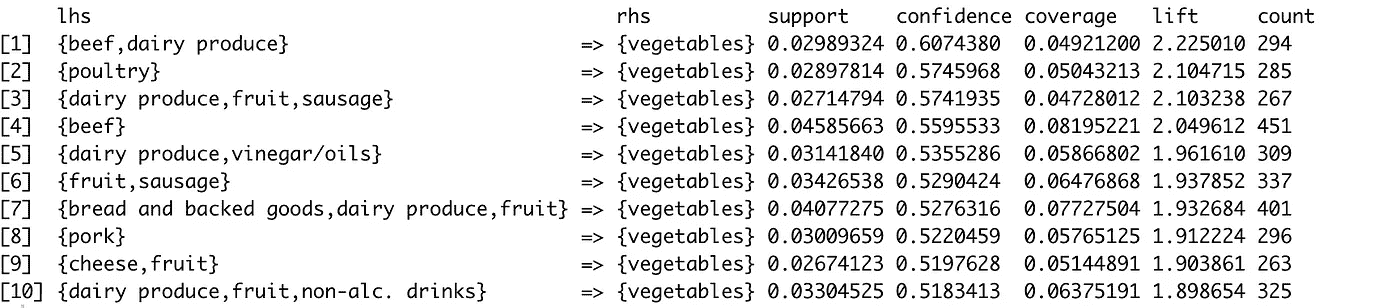 lhs rhs support confidence coverage lift count
[1] {beef,dairy produce} => {vegetables} 0.02989324 0.6074380 0.04921200 2.225010 294
[2] {poultry} => {vegetables} 0.02897814 0.5745968 0.05043213 2.104715 285
[3] {dairy produce,fruit,sausage} => {vegetables} 0.02714794 0.5741935 0.04728012 2.103238 267
[4] {beef} => {vegetables} 0.04585663 0.5595533 0.08195221 2.049612 451
[5] {dairy produce,vinegar/oils} => {vegetables} 0.03141840 0.5355286 0.05866802 1.961610 309
[6] {fruit,sausage} => {vegetables} 0.03426538 0.5290424 0.06476868 1.937852 337
[7] {bread and backed goods,dairy produce,fruit} => {vegetables} 0.04077275 0.5276316 0.07727504 1.932684 401
[8] {pork} => {vegetables} 0.03009659 0.5220459 0.05765125 1.912224 296
[9] {cheese,fruit} => {vegetables} 0.02674123 0.5197628 0.05144891 1.903861 263
[10] {dairy produce,fruit,non-alc. drinks} => {vegetables} 0.03304525 0.5183413 0.06375191 1.898654 325